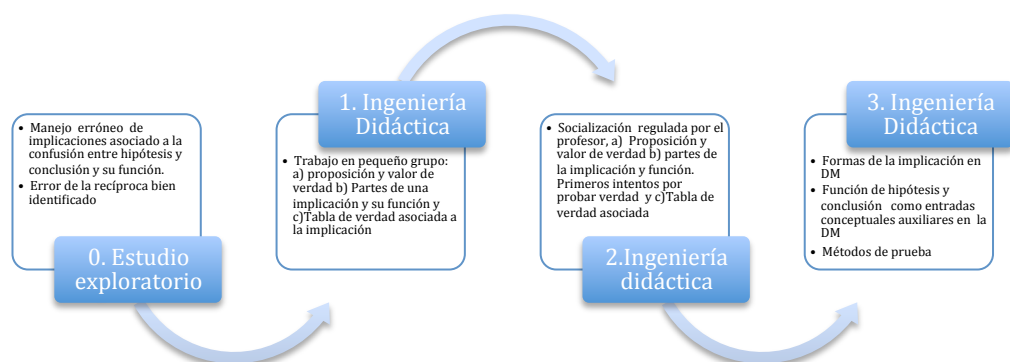 • Manejo erróneo de
implicaciones asociado a la
confusión entre hipótesis y
conclusión y su función.
• Error de la recíproca bien
identificado
0. Estudio
exploratorio
1. Ingeniería
Didáctica
• Trabajo en pequeño grupo:
a) proposición y valor de
verdad b) Partes de una
implicación y su función y
c)Tabla de verdad asociada a
la implicación
• Socialización regulada por el
profesor, a) Proposición y
valor de verdad b) partes de
la implicación y función.
Primeros intentos por
probar verdad y c)Tabla de
verdad asociada
2.Ingeniería
didáctica
3. Ingeniería
Didáctica
• Formas de la implicación en
DM
• Función de hipótesis y
conclusión como entradas
conceptuales auxiliares en la
DM
• Métodos de prueba